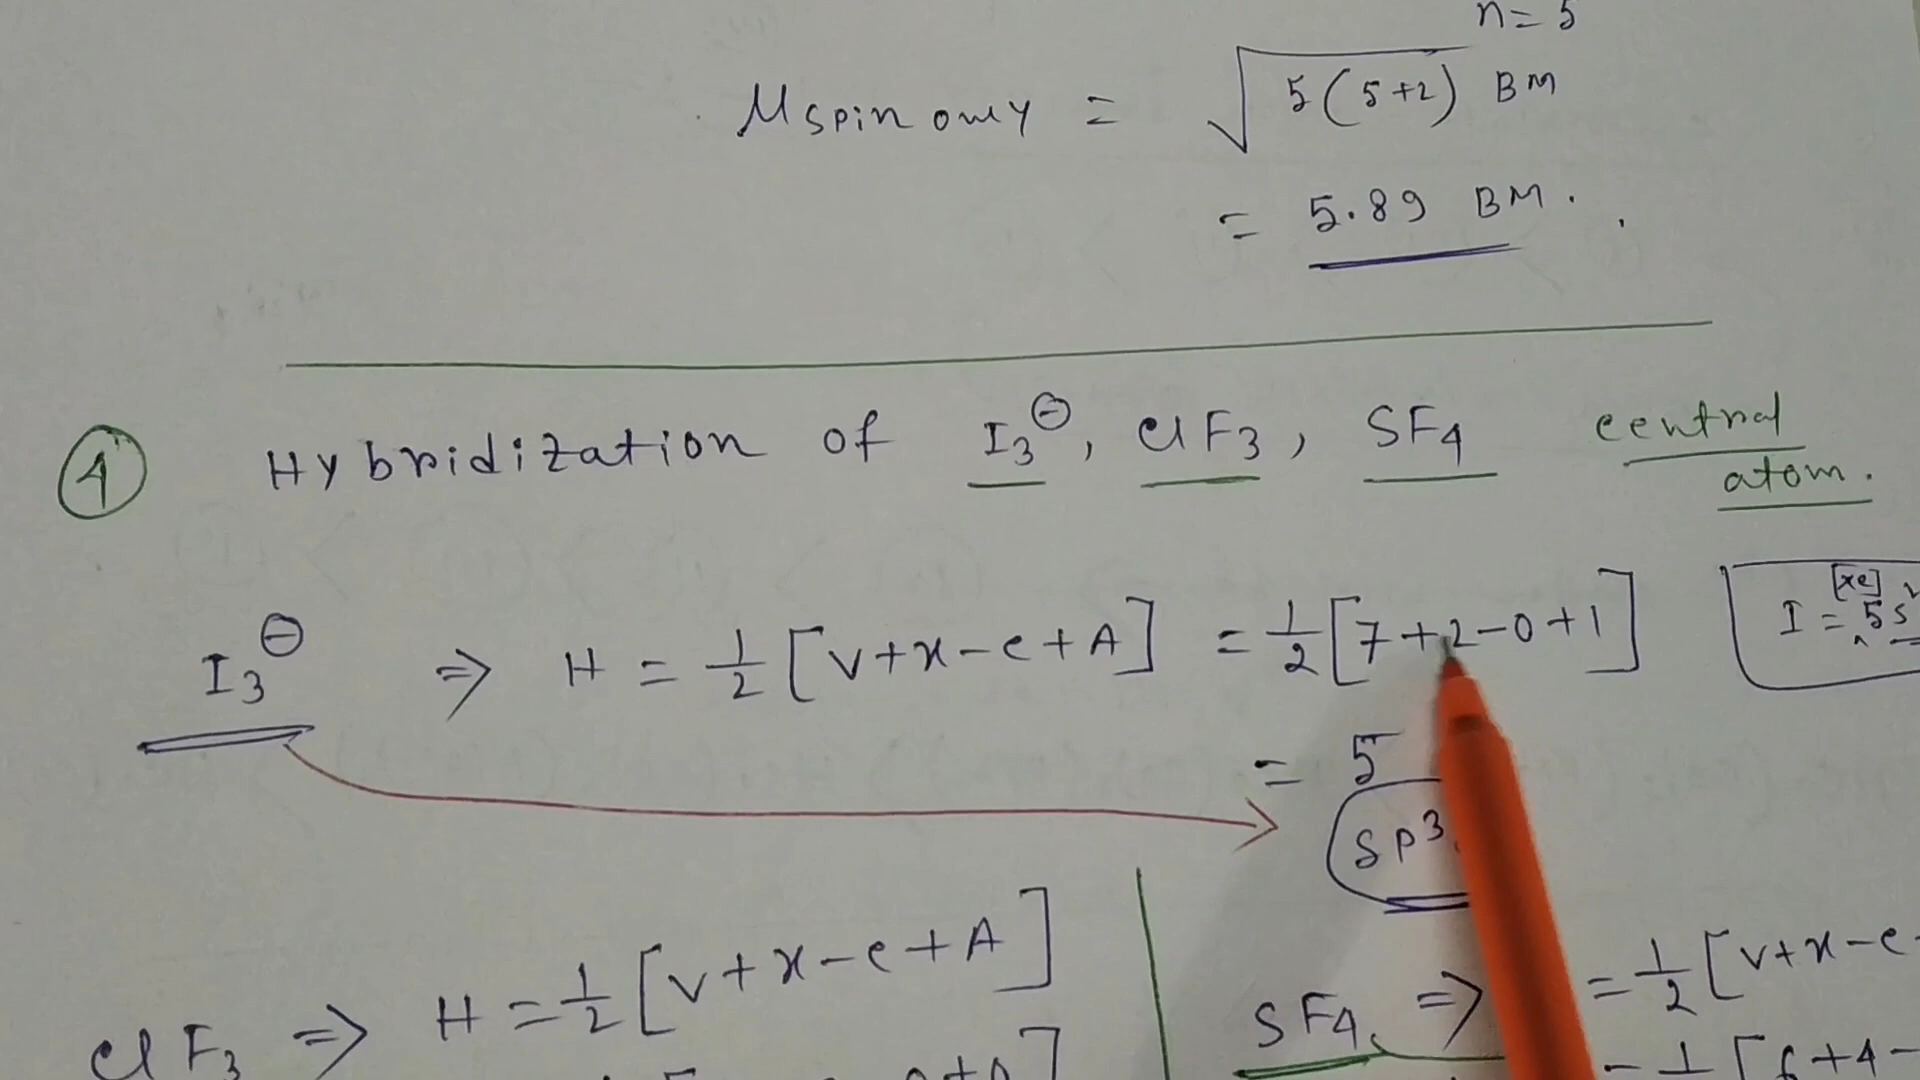 n = 5
μspin only = √5(5+2) BM
= 5.89 BM.
④ Hybridization of I3⊖, ClF3, SF4 central atom.
I3⊖ ⇒ H = 1/2 [v+x-c+A] = 1/2 [7+2-0+1]
[xe]
I = 5s
= 5
sp3
ClF3 ⇒ H = 1/2 [v+x-c+A]
SF4 ⇒ = 1/2 [v+x-c
1/2 [6+4-